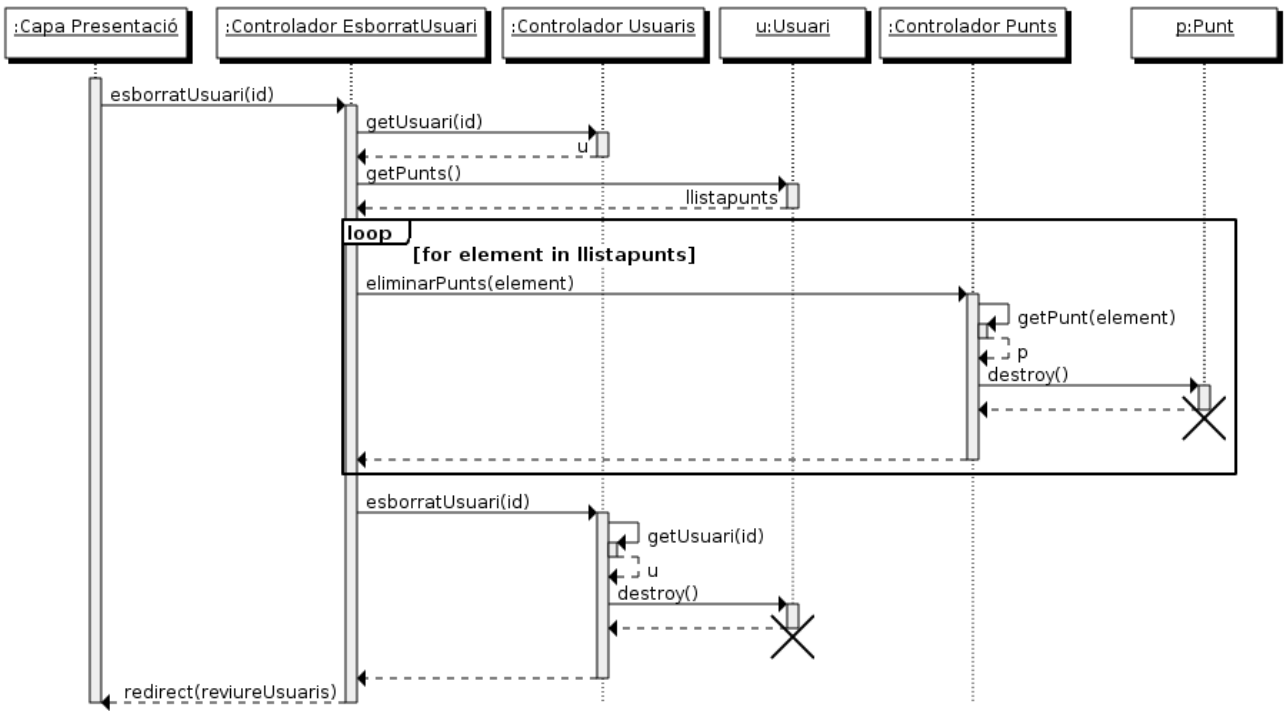 :Capa Presentació
:Controlador EsborratUsuari
:Controlador Usuaris
u:Usuari
:Controlador Punts
p:Punt
esborratUsuari(id)
getUsuari(id)
u
getPunts()
llistapunts
loop
[for element in llistapunts]
eliminarPunts(element)
getPunt(element)
p
destroy()
esborratUsuari(id)
getUsuari(id)
u
destroy()
redirect(reviureUsuaris)